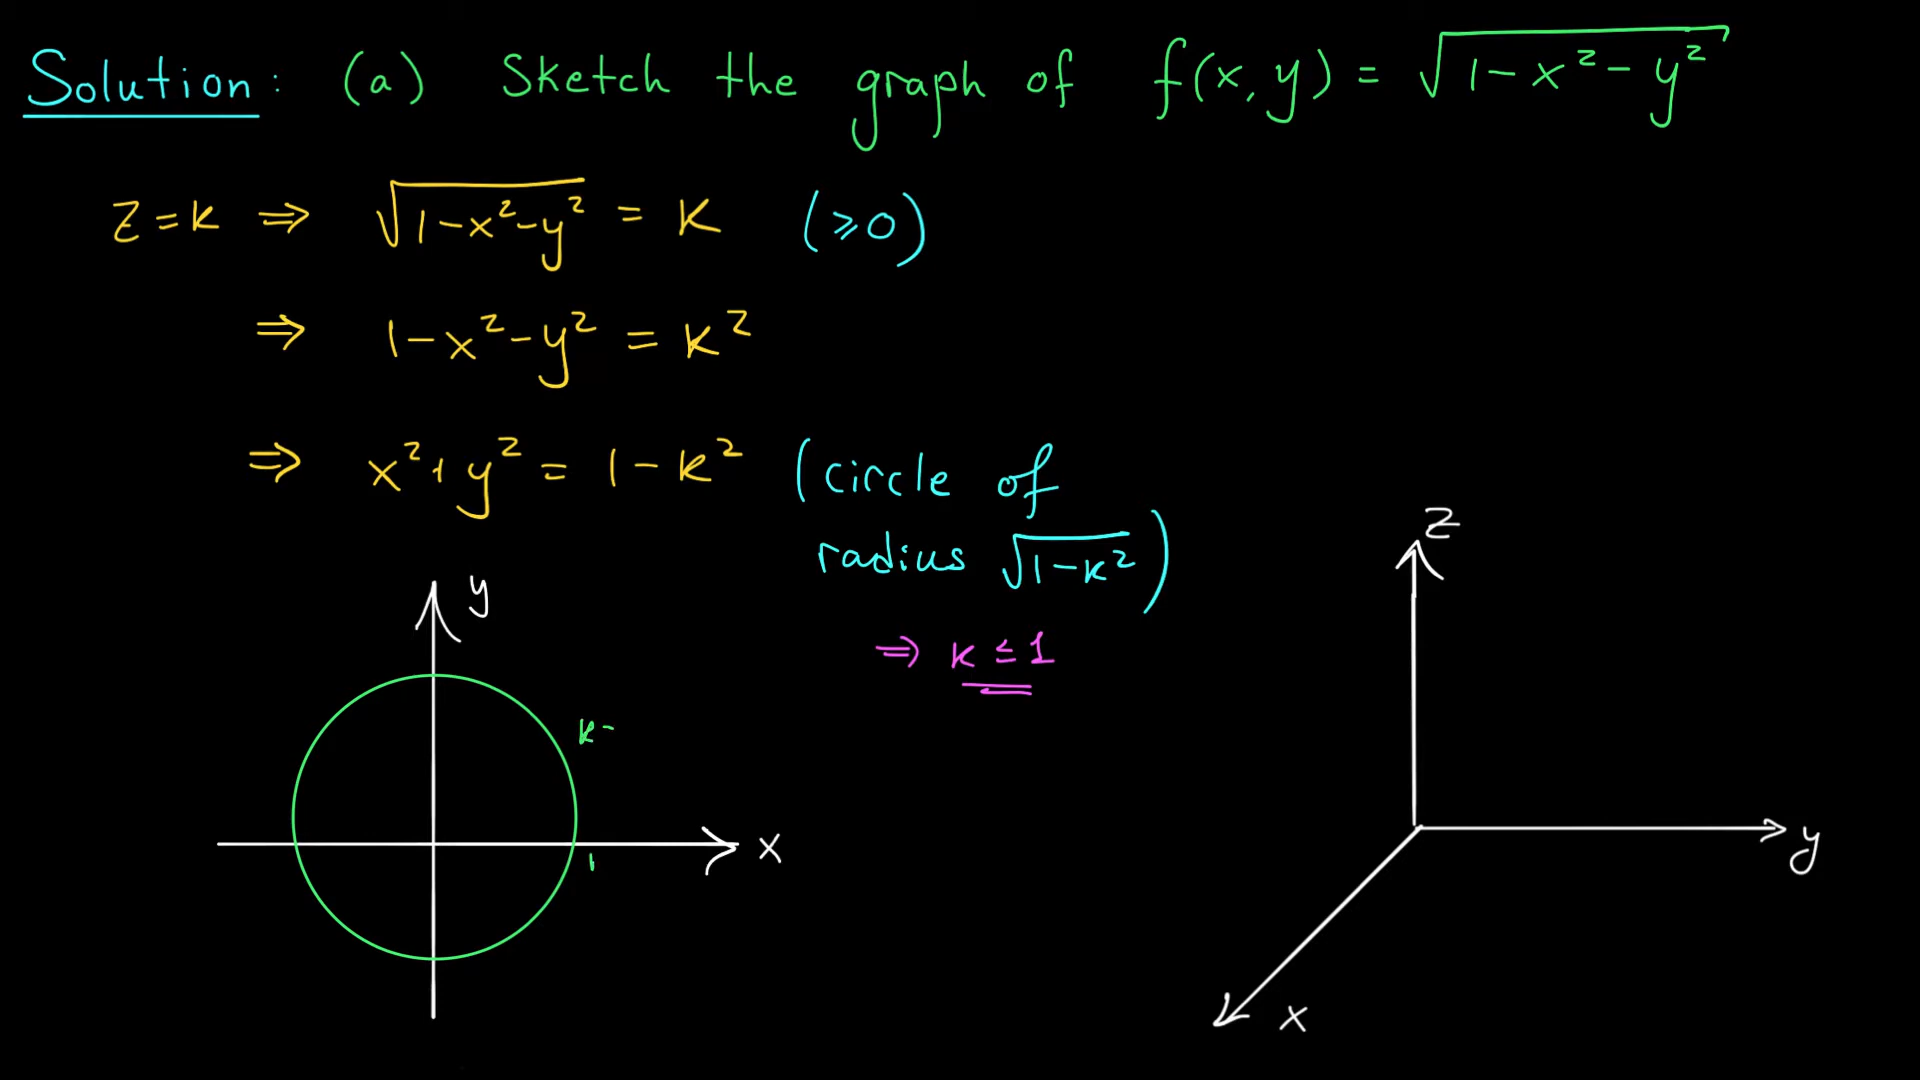 Solution: (a) Sketch the graph of f(x,y) = √(1-x²-y²)
z=k ⇒ √(1-x²-y²) = k (≥0)
⇒ 1-x²-y² = k²
⇒ x²+y² = 1-k² (circle of
radius √(1-k²))
⇒ k ≤ 1
y
k=
x
1
z
y
x